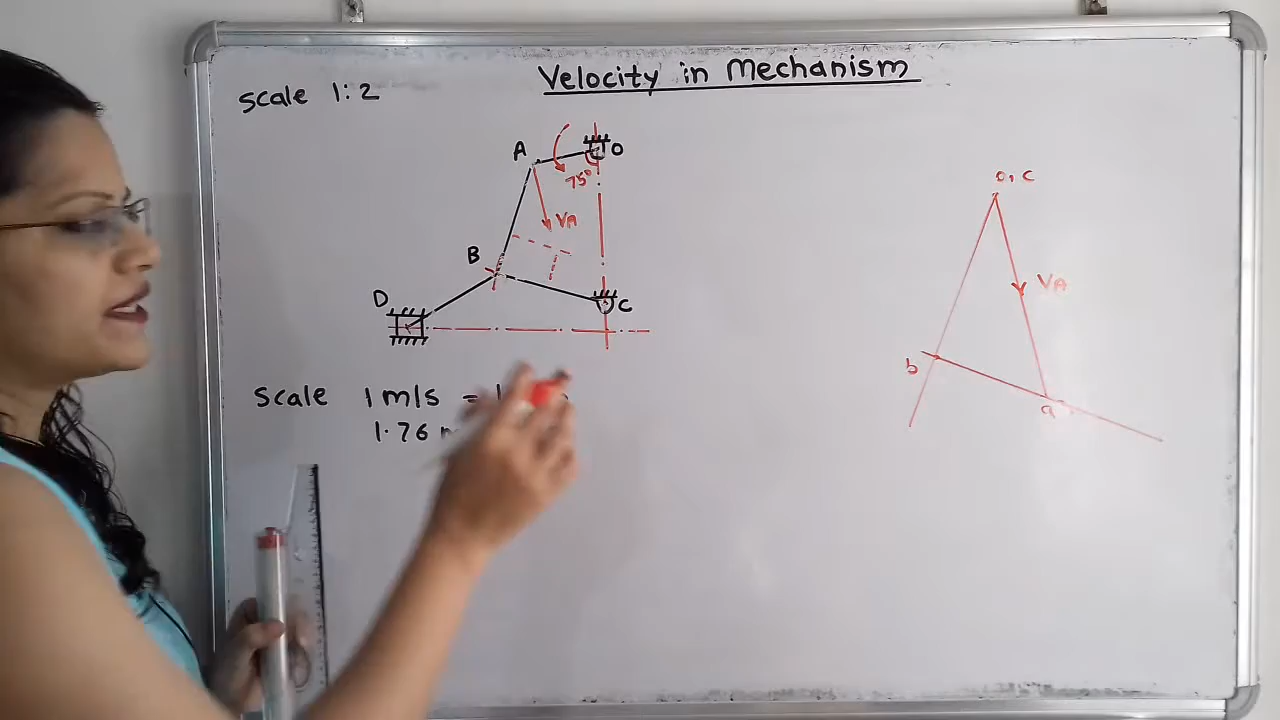 Velocity in Mechanism
Scale 1:2
A
O
75°
VA
B
D
C
Scale 1 m/s =
1.76
o, c
VA
b
a